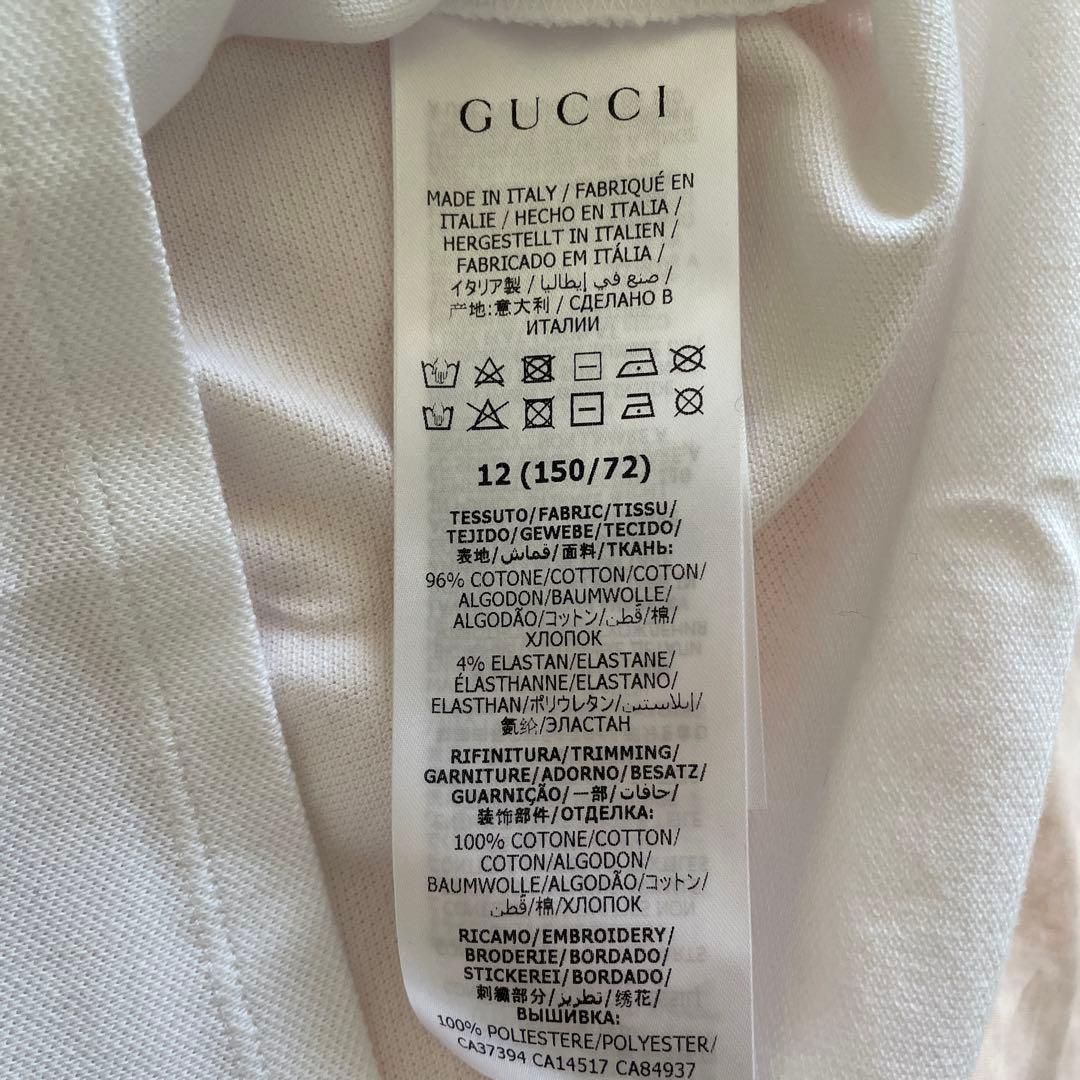 GUCCI
MADE IN ITALY / FABRIQUÉ EN
ITALIE / HECHO EN ITALIA /
HERGESTELLT IN ITALIEN /
FABRICADO EM ITÁLIA /
イタリア製 / صنع في إيطاليا /
产地:意大利 / СДЕЛАНО В
ИТАЛИИ
12 (150/72)
TESSUTO/FABRIC/TISSU/
TEJIDO/GEWEBE/TECIDO/
表地/قماش/面料/ТКАНЬ:
96% COTONE/COTTON/COTON/
ALGODON/BAUMWOLLE/
ALGODÃO/コットン/قُطن/棉/
ХЛОПОК
4% ELASTAN/ELASTANE/
ÉLASTHANNE/ELASTANO/
ELASTHAN/ポリウレタン/إيلاستين/
氨纶/ЭЛАСТАН
RIFINITURA/TRIMMING/
GARNITURE/ADORNO/BESATZ/
GUARNIÇÃO/一部/حافات/
装饰部件/ОТДЕЛКА:
100% COTONE/COTTON/
COTON/ALGODON/
BAUMWOLLE/ALGODÃO/コットン/
قُطن/棉/ХЛОПОК
RICAMO/EMBROIDERY/
BRODERIE/BORDADO/
STICKEREI/BORDADO/
刺繍部分/تطريز/绣花/
ВЫШИВКА:
100% POLIESTERE/POLYESTER/
CA37394 CA14517 CA84937